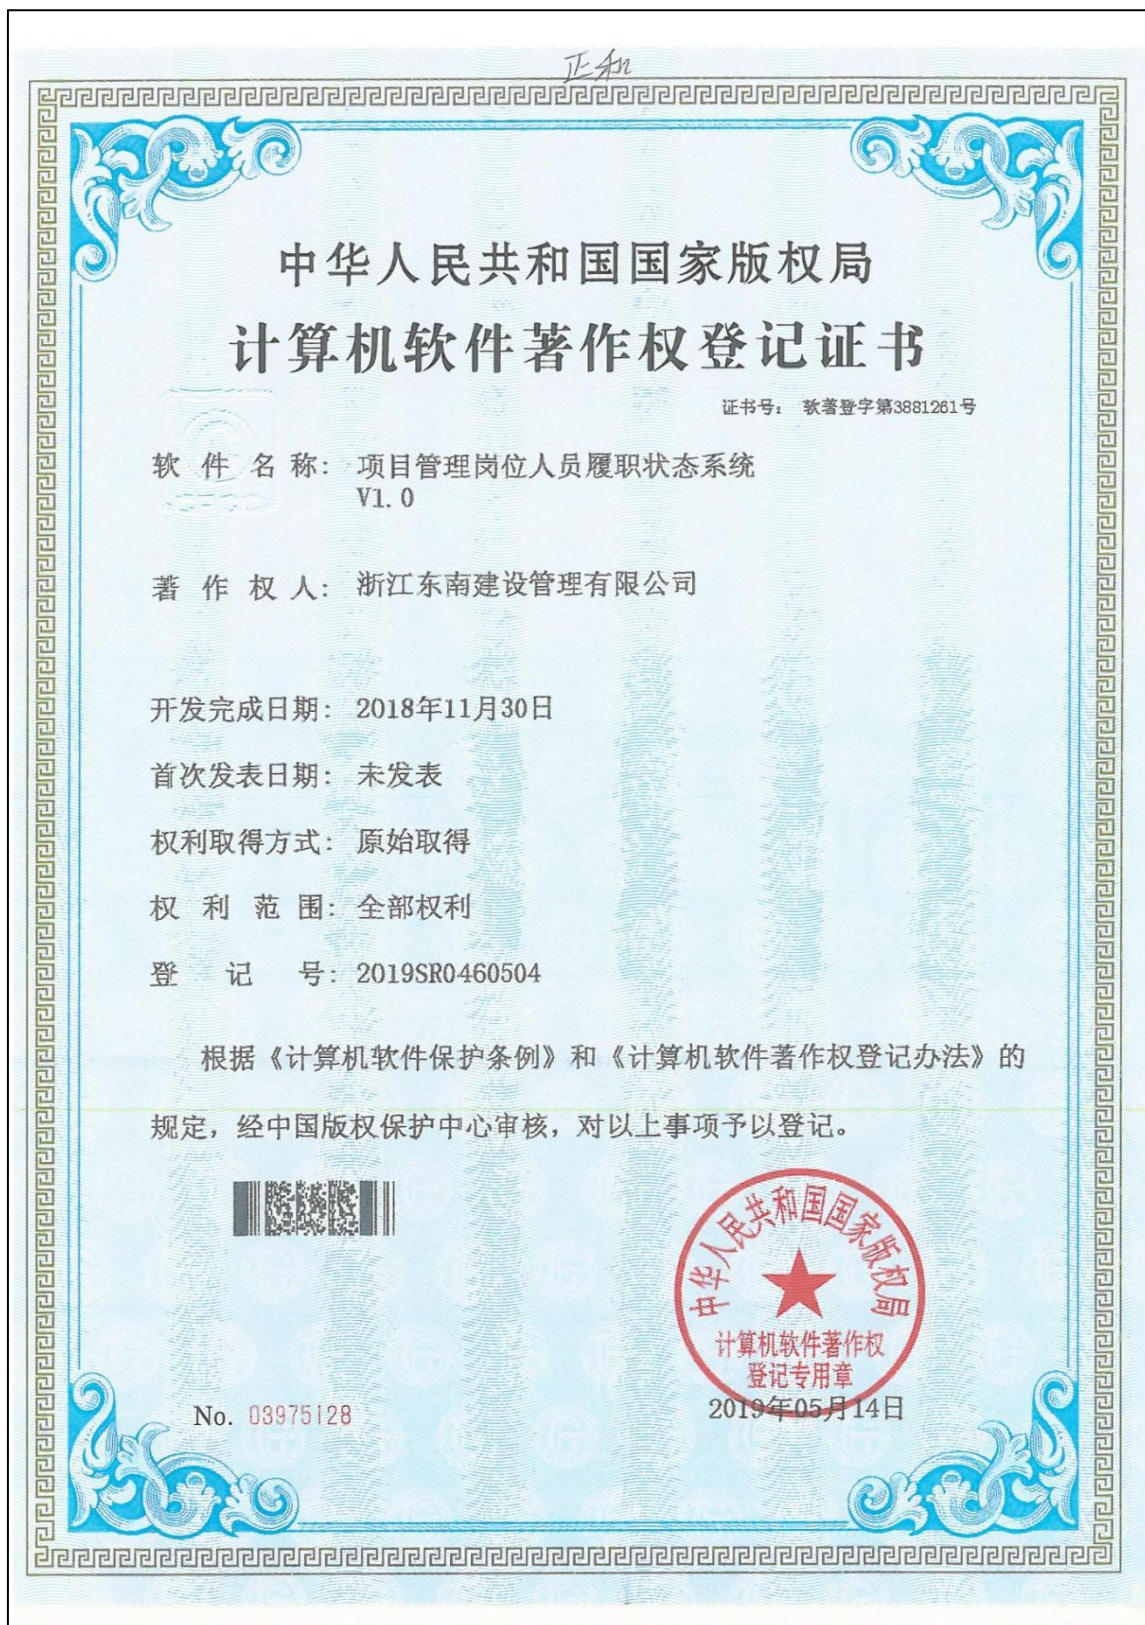 正和
中华人民共和国国家版权局
计算机软件著作权登记证书
证书号： 软著登字第3881261号
软件名称： 项目管理岗位人员履职状态系统
V1.0
著作权人： 浙江东南建设管理有限公司
开发完成日期： 2018年11月30日
首次发表日期： 未发表
权利取得方式： 原始取得
权利范围： 全部权利
登记号： 2019SR0460504
根据《计算机软件保护条例》和《计算机软件著作权登记办法》的
规定，经中国版权保护中心审核，对以上事项予以登记。
中华人民共和国国家版权局
计算机软件著作权
登记专用章
No. 03975128
2019年05月14日